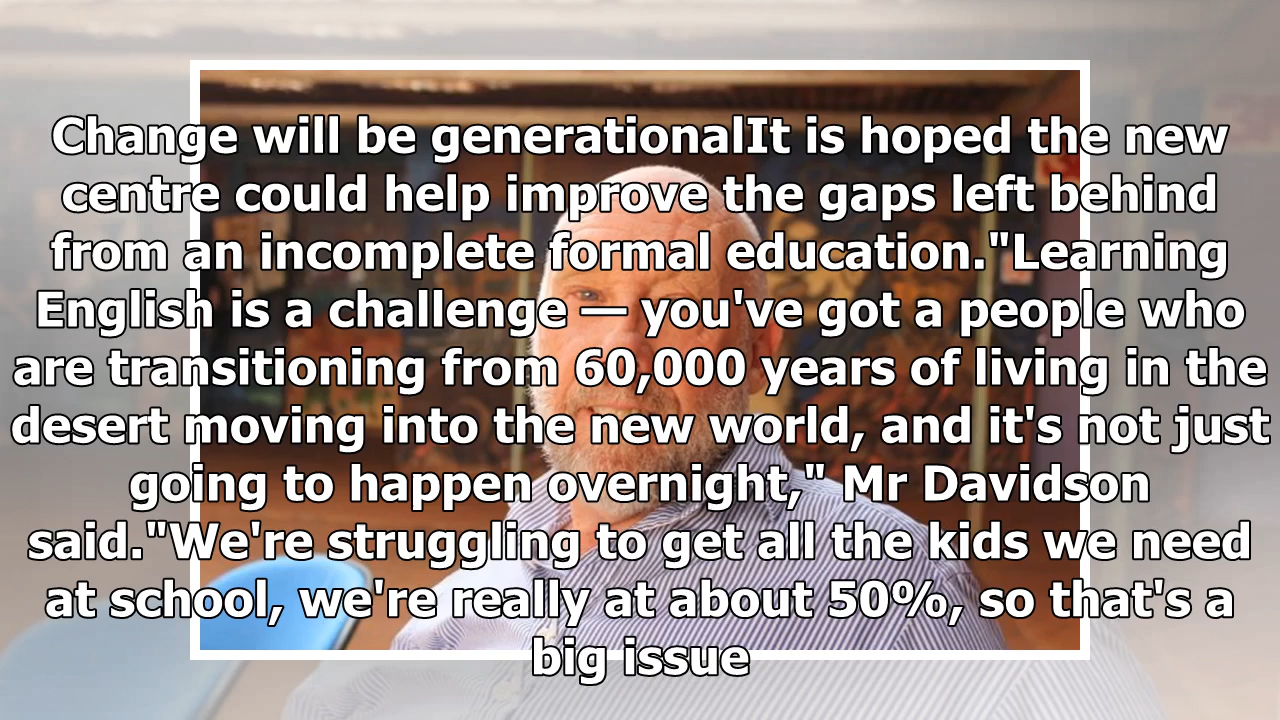 Change will be generationalIt is hoped the new
centre could help improve the gaps left behind
from an incomplete formal education."Learning
English is a challenge — you've got a people who
are transitioning from 60,000 years of living in the
desert moving into the new world, and it's not just
going to happen overnight," Mr Davidson
said."We're struggling to get all the kids we need
at school, we're really at about 50%, so that's a
big issue